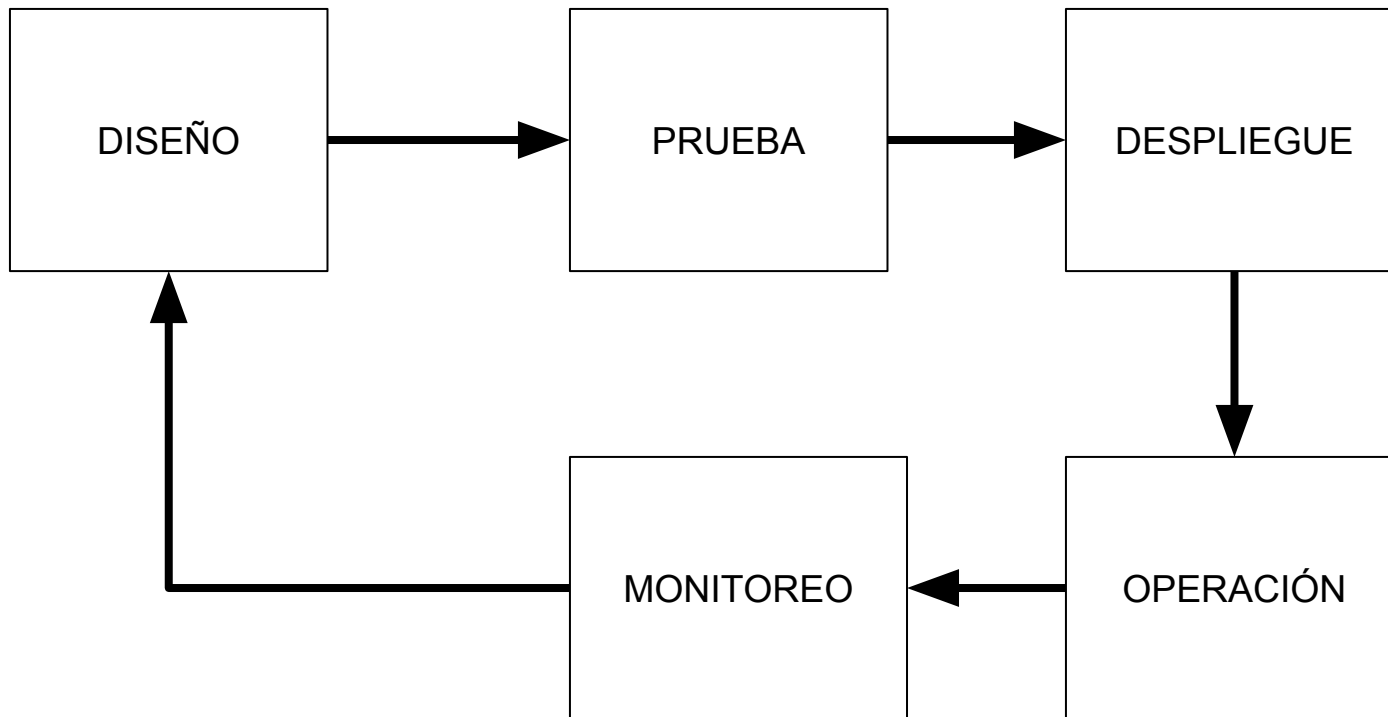 DISEÑO
PRUEBA
DESPLIEGUE
MONITOREO
OPERACIÓN